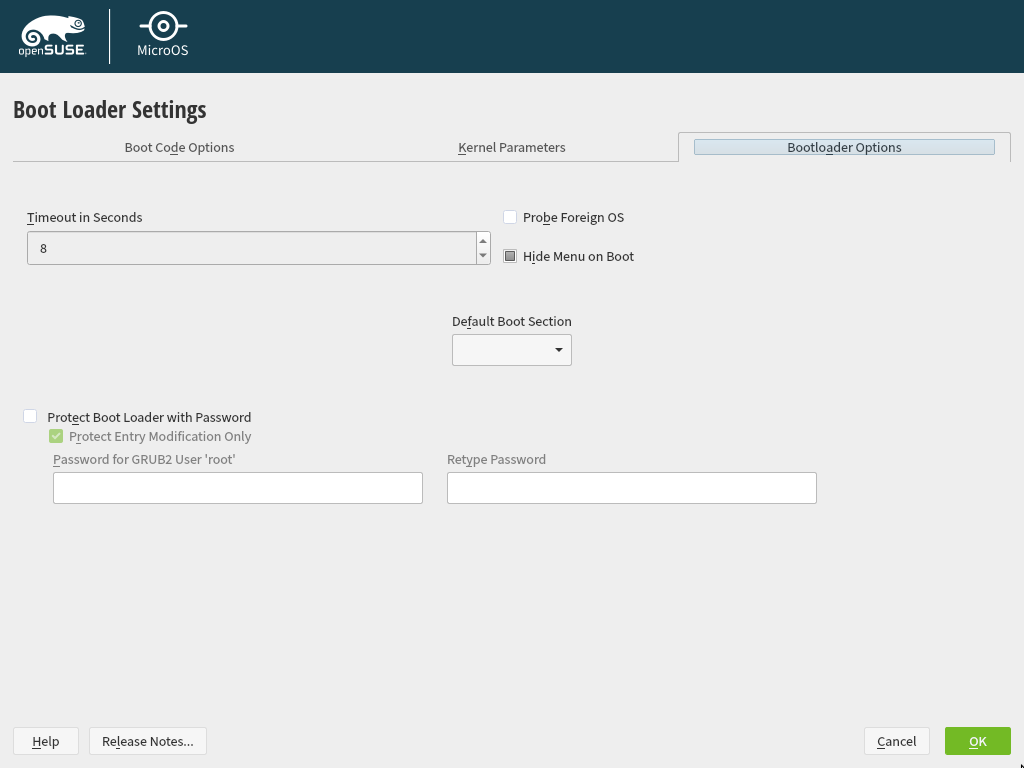 openSUSE
MicroOS
Boot Loader Settings
Boot Code Options
Kernel Parameters
Bootloader Options
Timeout in Seconds
Probe Foreign OS
8
Hide Menu on Boot
Default Boot Section
Protect Boot Loader with Password
Protect Entry Modification Only
Password for GRUB2 User 'root'
Retype Password
Help
Release Notes...
Cancel
OK